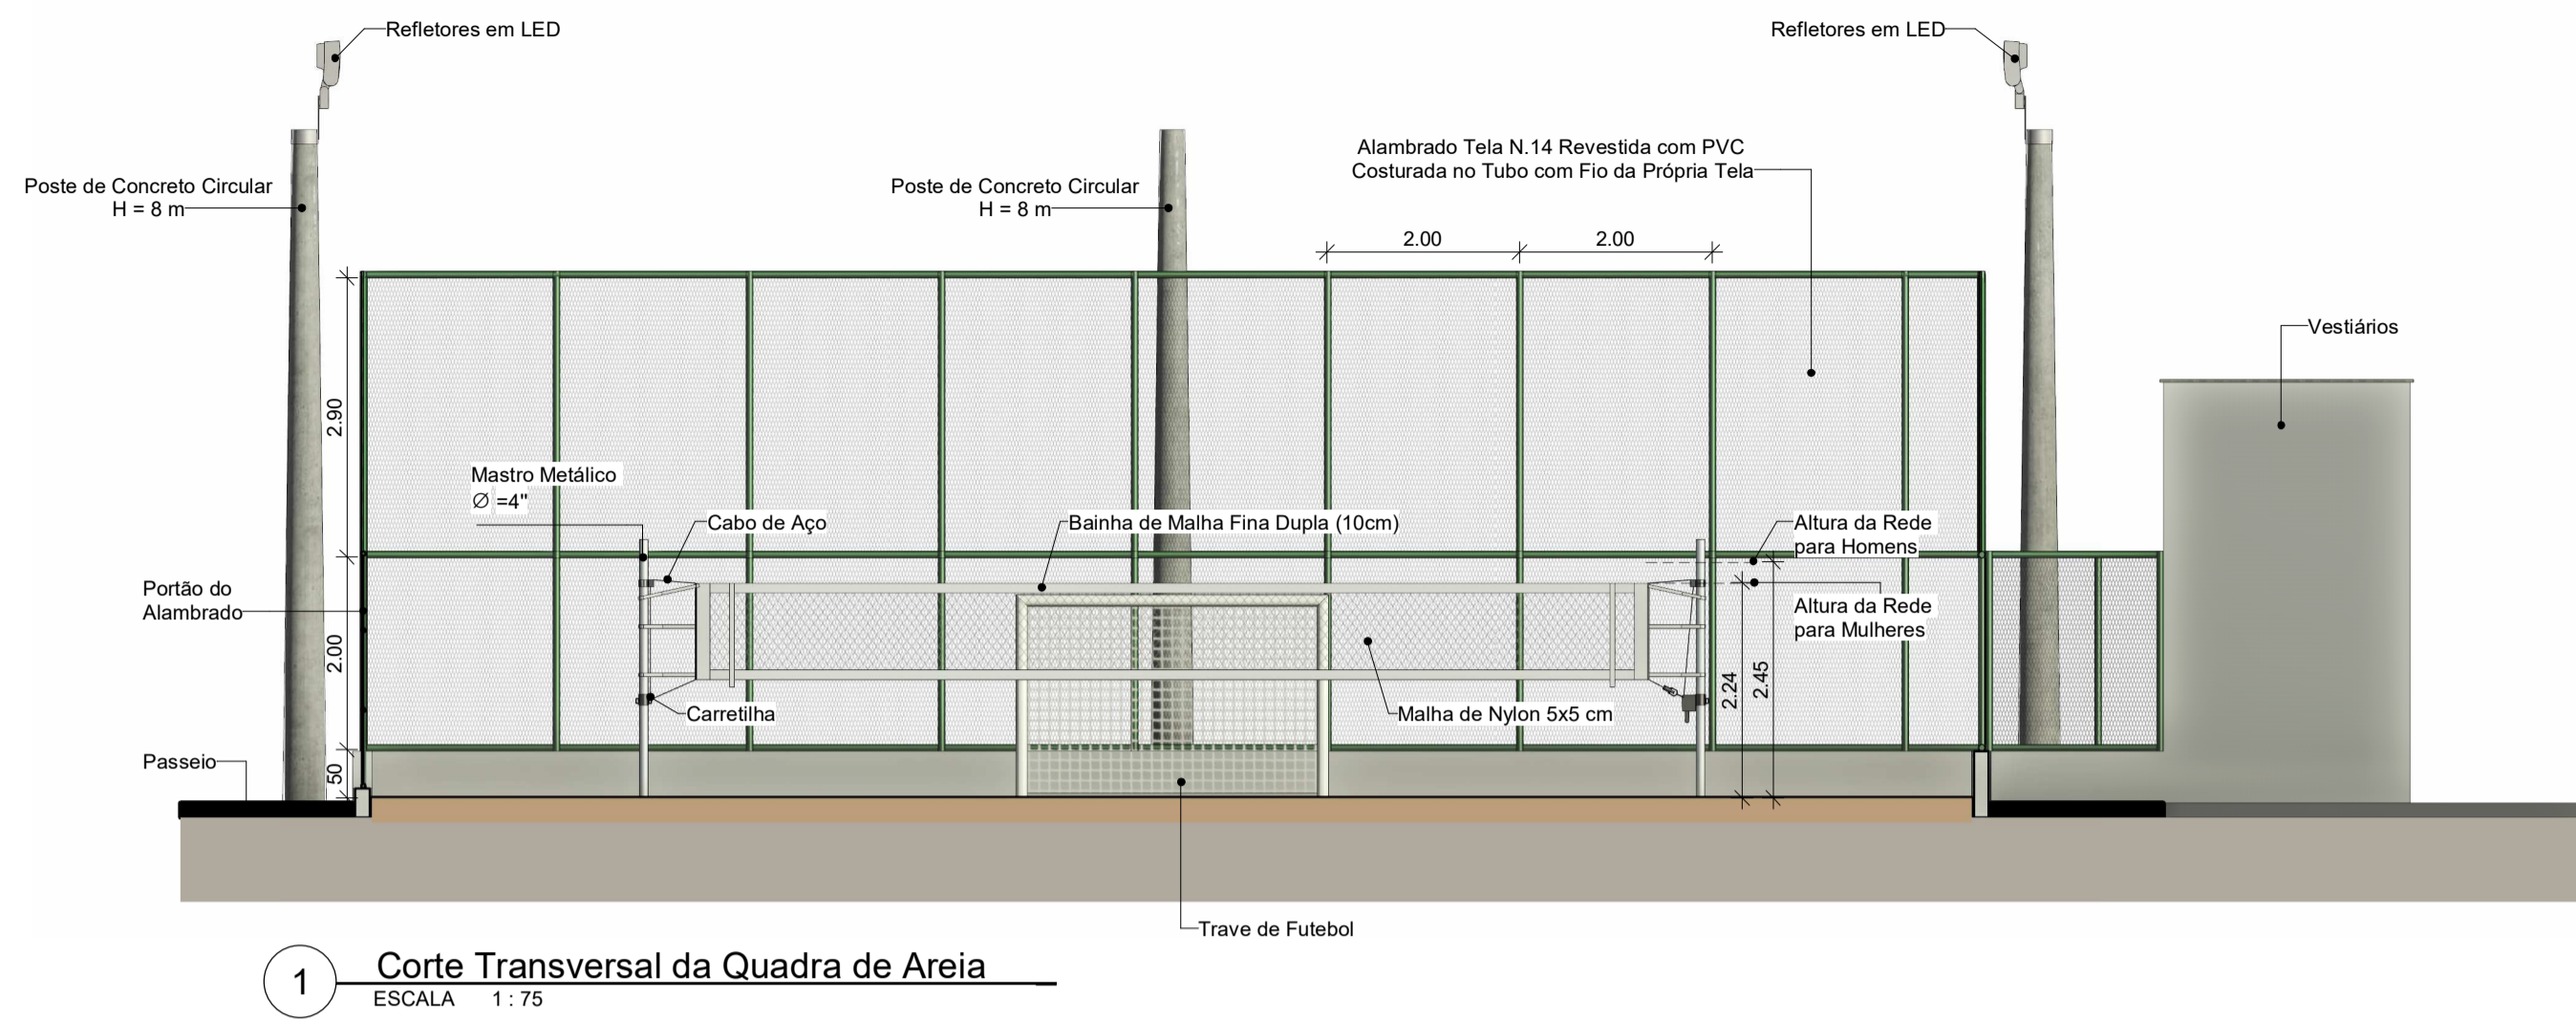 Refletores em LED
Refletores em LED
Alambrado Tela N.14 Revestida com PVC
Costurada no Tubo com Fio da Própria Tela
Poste de Concreto Circular
H = 8 m
Poste de Concreto Circular
H = 8 m
2.00
2.00
Vestiários
2.90
Mastro Metálico
∅ =4"
Cabo de Aço
Bainha de Malha Fina Dupla (10cm)
Altura da Rede
para Homens
Portão do
Alambrado
Altura da Rede
para Mulheres
2.00
2.24
2.45
Carretilha
Malha de Nylon 5x5 cm
Passeio
50
Trave de Futebol
1
Corte Transversal da Quadra de Areia
ESCALA 1 : 75